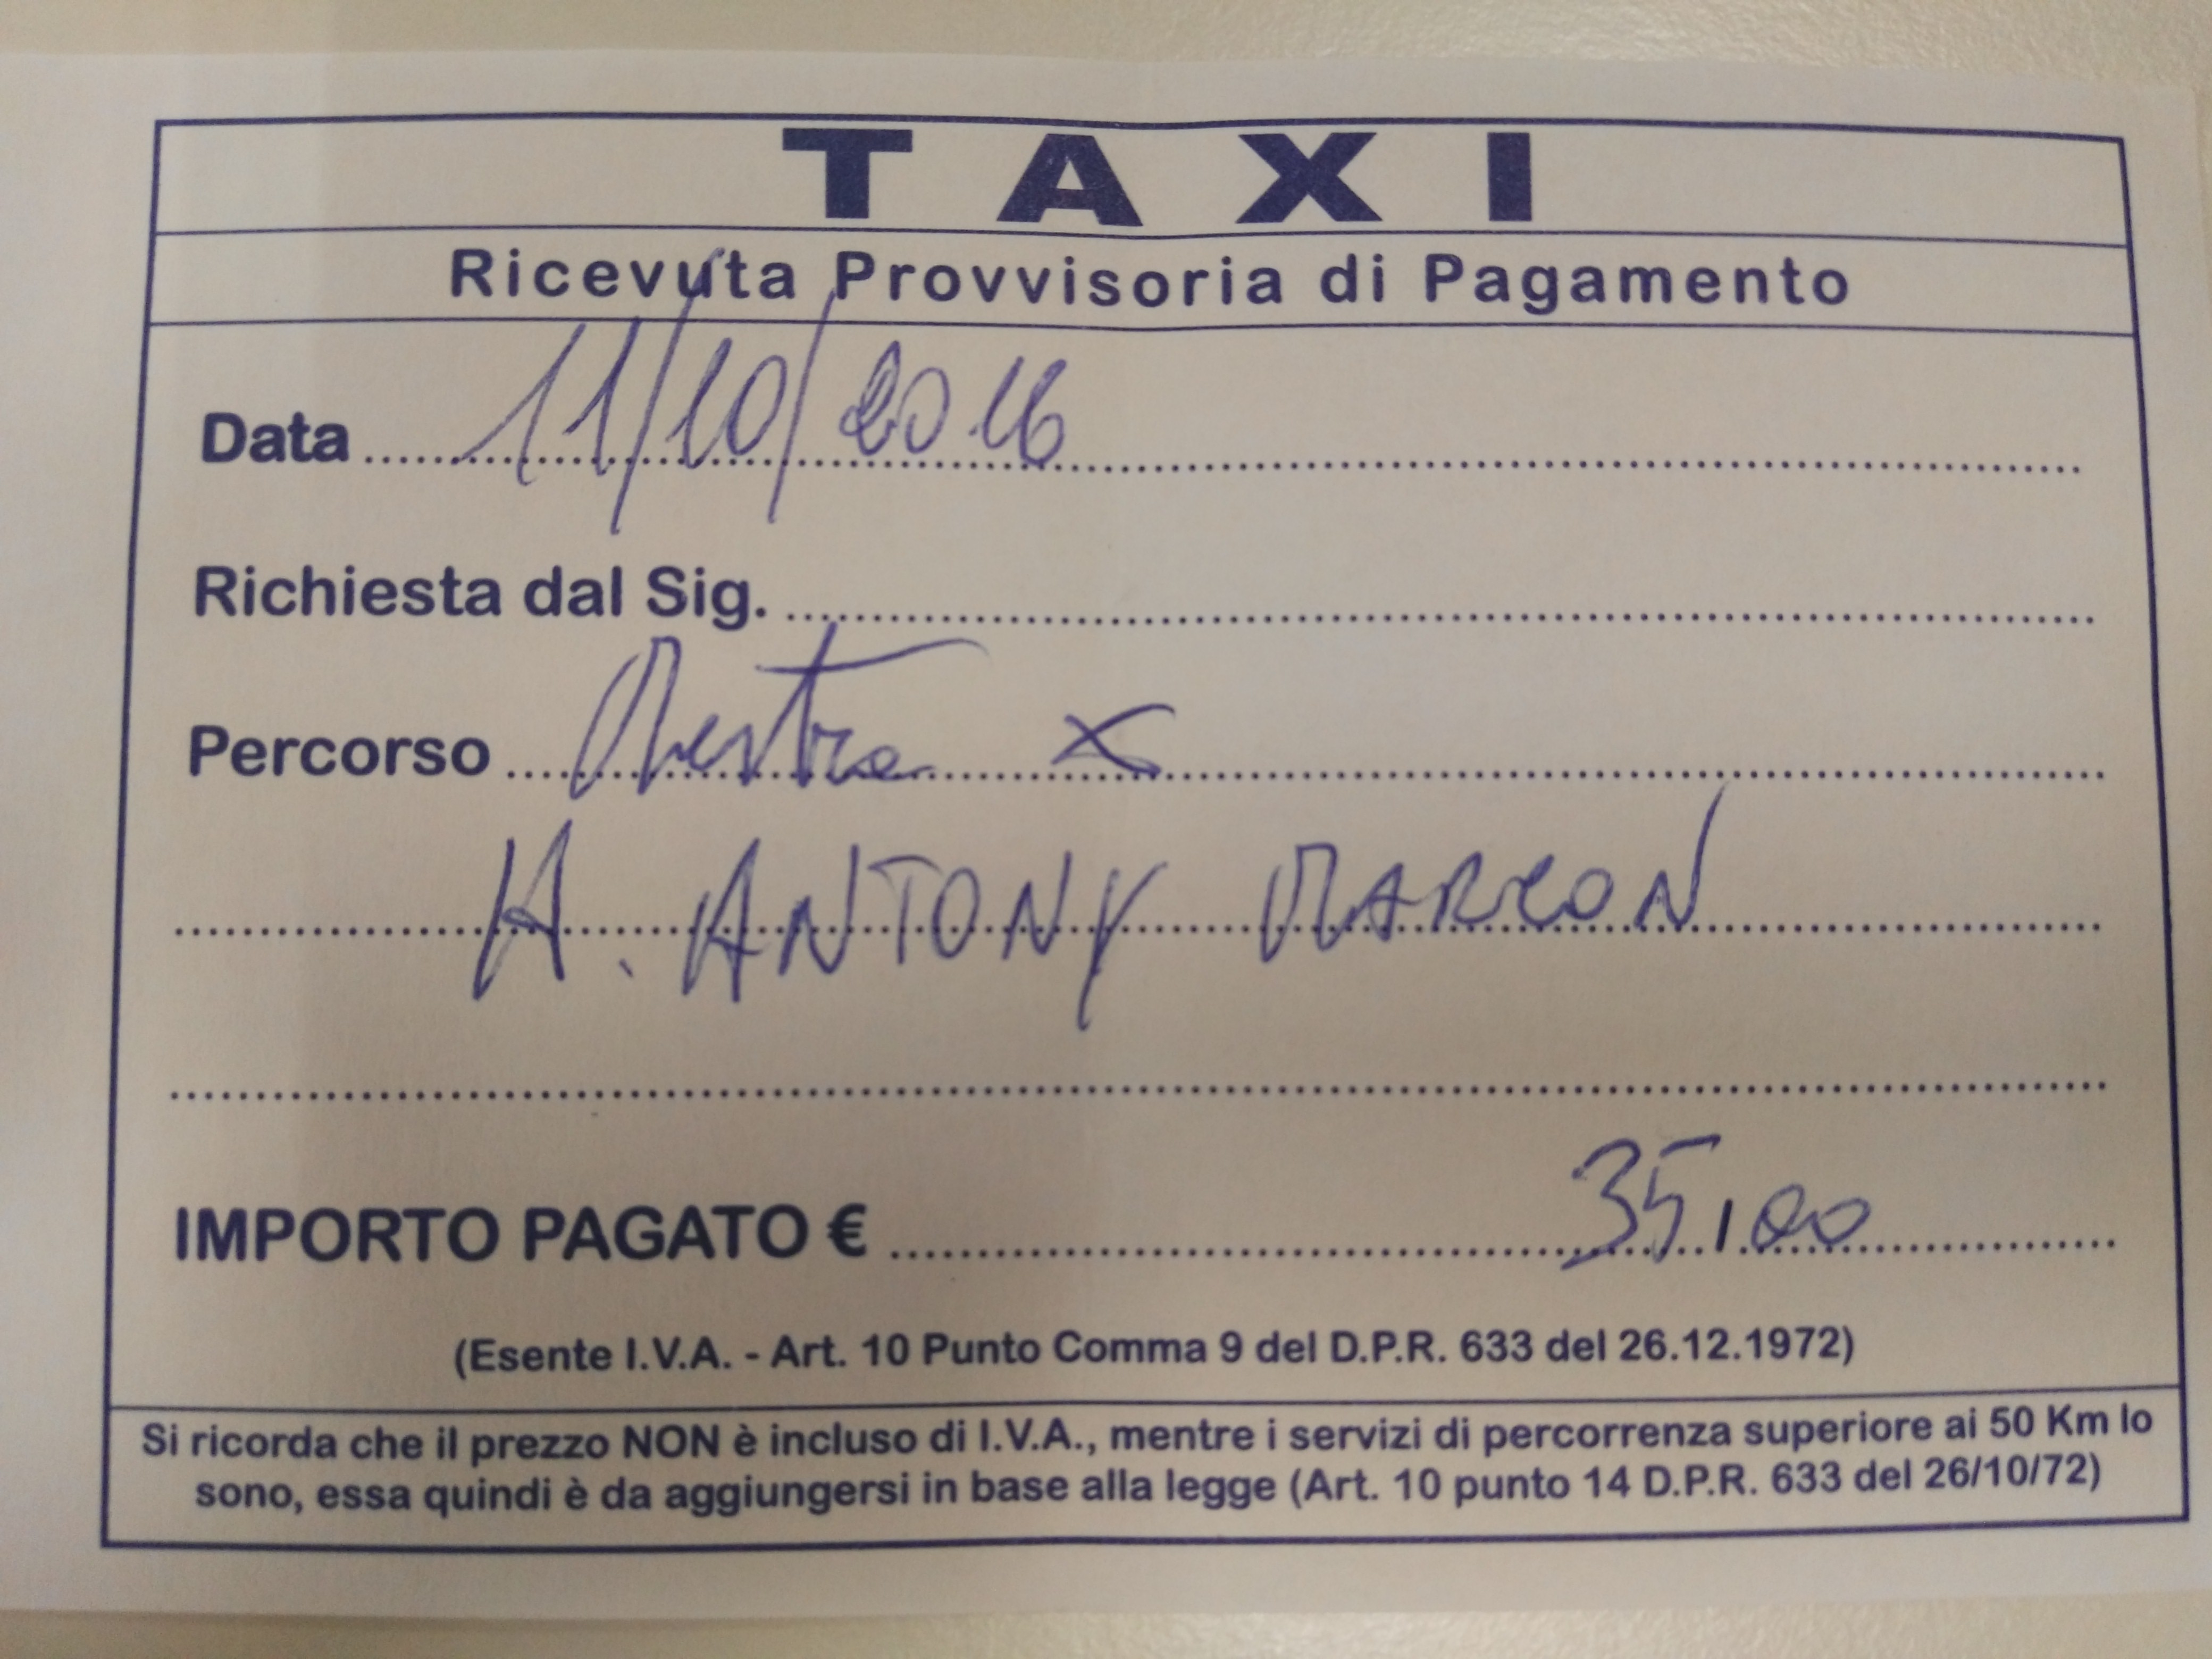 TAXI
Ricevuta Provvisoria di Pagamento
Data 11/10/2016
Richiesta dal Sig.
Percorso Mestre X
H. ANTONY MARCON
IMPORTO PAGATO € 35,00
(Esente I.V.A. - Art. 10 Punto Comma 9 del D.P.R. 633 del 26.12.1972)
Si ricorda che il prezzo NON è incluso di I.V.A., mentre i servizi di percorrenza superiore ai 50 Km lo
sono, essa quindi è da aggiungersi in base alla legge (Art. 10 punto 14 D.P.R. 633 del 26/10/72)